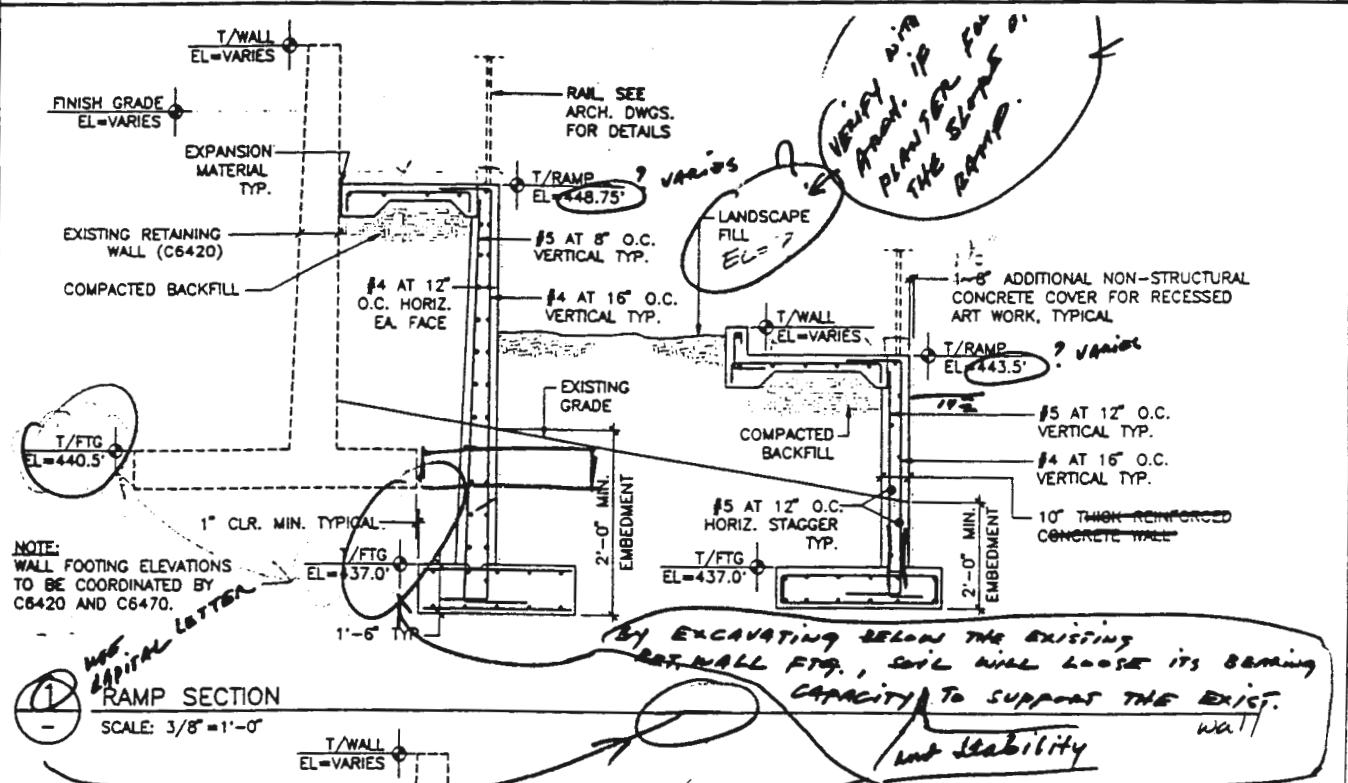 T/WALL
EL=VARIES
FINISH GRADE
EL=VARIES
EXPANSION
MATERIAL
TYP.
EXISTING RETAINING
WALL (C6420)
COMPACTED BACKFILL
RAIL SEE
ARCH. DWGS.
FOR DETAILS
T/RAMP
EL=448.75'
? VARIES
#5 AT 8" O.C.
VERTICAL TYP.
#4 AT 12"
O.C. HORIZ.
EA. FACE
#4 AT 16" O.C.
VERTICAL TYP.
LANDSCAPE
FILL
EL= ?
VERIFY WITH
ARCH. IF
PLANTER FOR
THE SLOPE
RAMP.
1-8" ADDITIONAL NON-STRUCTURAL
CONCRETE COVER FOR RECESSED
ART WORK, TYPICAL
T/WALL
EL=VARIES
T/RAMP
EL=443.5'
? VARIES
EXISTING
GRADE
COMPACTED
BACKFILL
#5 AT 12" O.C.
VERTICAL TYP.
#4 AT 16" O.C.
VERTICAL TYP.
T/FTG
EL=440.5'
1" CLR. MIN. TYPICAL
2'-0" MIN.
EMBEDMENT
#5 AT 12" O.C.
HORIZ. STAGGER
TYP.
10" THICK REINFORCED
CONCRETE WALL
2'-0" MIN.
EMBEDMENT
NOTE:
WALL FOOTING ELEVATIONS
TO BE COORDINATED BY
C6420 AND C6470.
T/FTG
EL=437.0'
T/FTG
EL=437.0'
1'-6" TYP
USE
CAPITAL LETTER
BY EXCAVATING BELOW THE EXISTING
RET. WALL FTG., SOIL WILL LOOSE ITS BEARING
CAPACITY TO SUPPORT THE EXIST.
wall
and stability
1
-
RAMP SECTION
SCALE: 3/8"=1'-0"
T/WALL
EL=VARIES